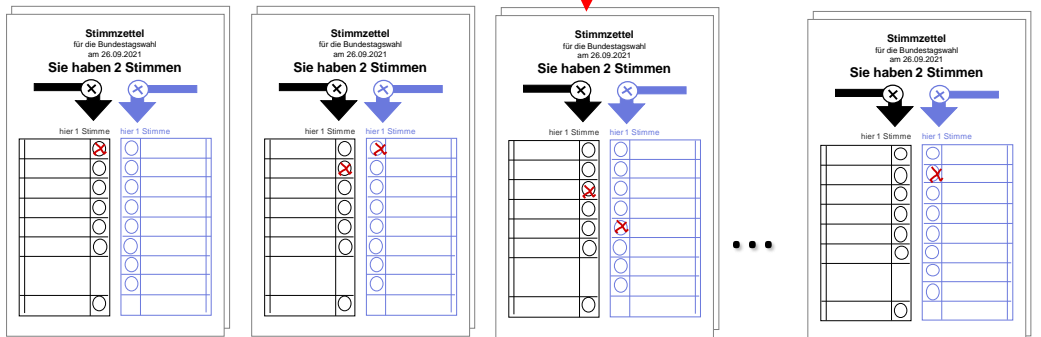 Stimmzettel
für die Bundestagswahl
am 26.09.2021
Sie haben 2 Stimmen
hier 1 Stimme hier 1 Stimme
Stimmzettel
für die Bundestagswahl
am 26.09.2021
Sie haben 2 Stimmen
hier 1 Stimme hier 1 Stimme
Stimmzettel
für die Bundestagswahl
am 26.09.2021
Sie haben 2 Stimmen
hier 1 Stimme hier 1 Stimme
...
Stimmzettel
für die Bundestagswahl
am 26.09.2021
Sie haben 2 Stimmen
hier 1 Stimme hier 1 Stimme